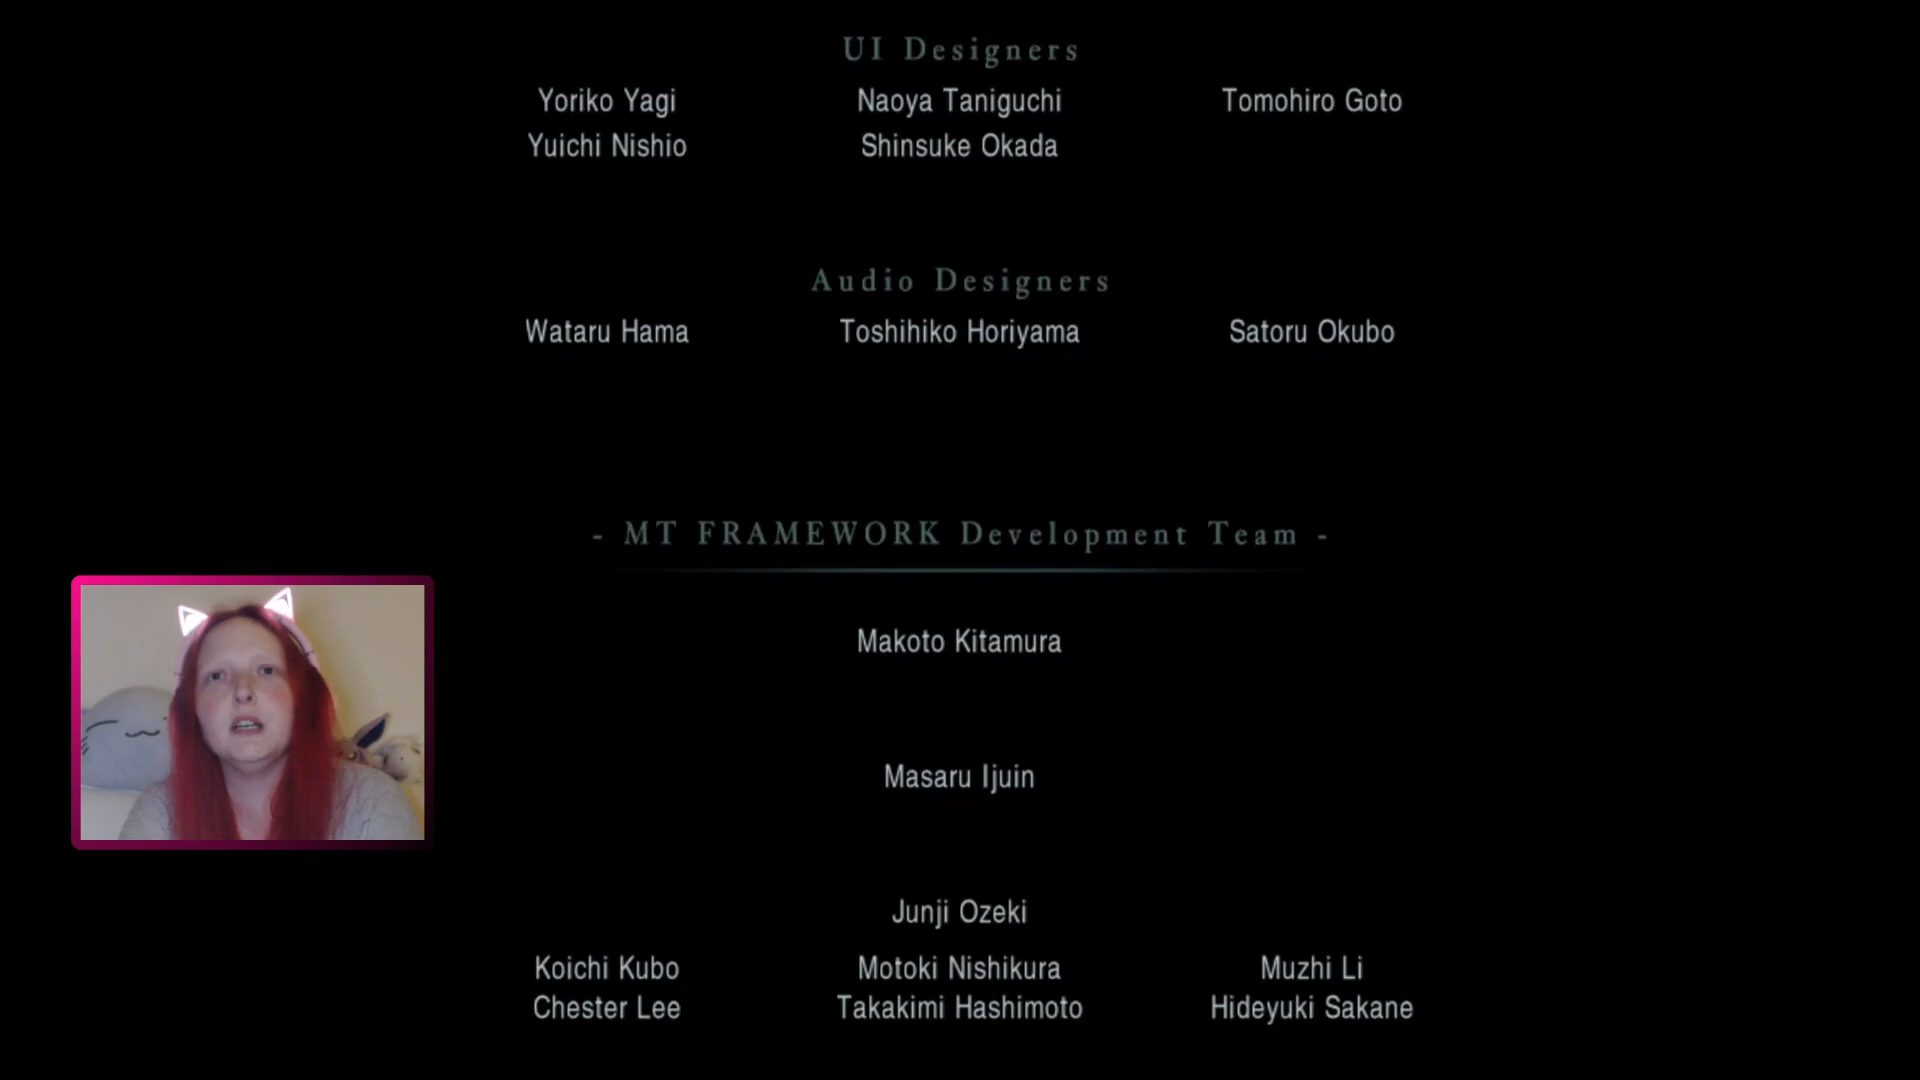 UI Designers
Yoriko Yagi Naoya Taniguchi Tomohiro Goto
Yuichi Nishio Shinsuke Okada
Audio Designers
Wataru Hama Toshihiko Horiyama Satoru Okubo
- MT FRAMEWORK Development Team -
Makoto Kitamura
Masaru Ijuin
Junji Ozeki
Koichi Kubo Motoki Nishikura Muzhi Li
Chester Lee Takakimi Hashimoto Hideyuki Sakane